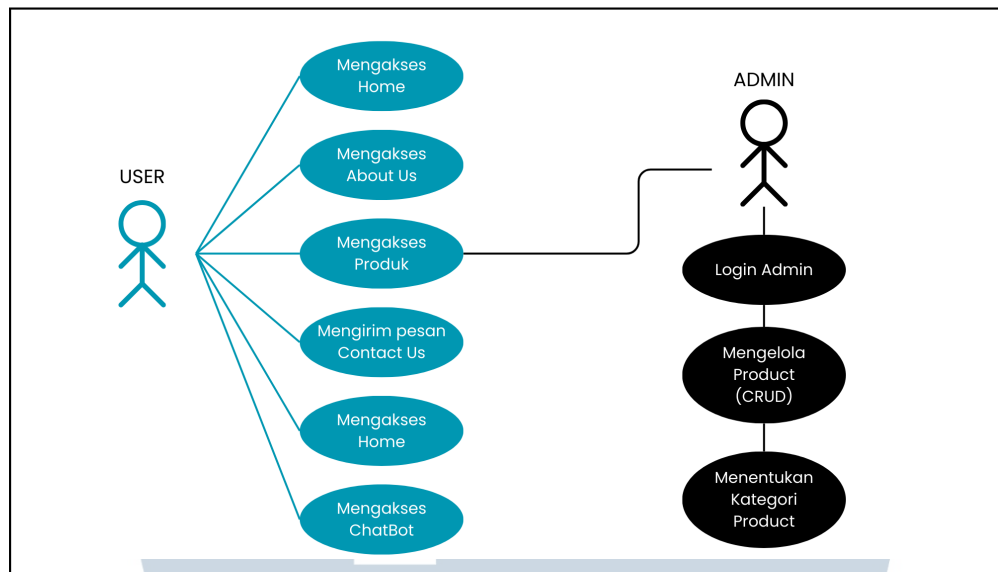 USER
Mengakses
Home
Mengakses
About Us
Mengakses
Produk
Mengirim pesan
Contact Us
Mengakses
Home
Mengakses
ChatBot
ADMIN
Login Admin
Mengelola
Product
(CRUD)
Menentukan
Kategori
Product